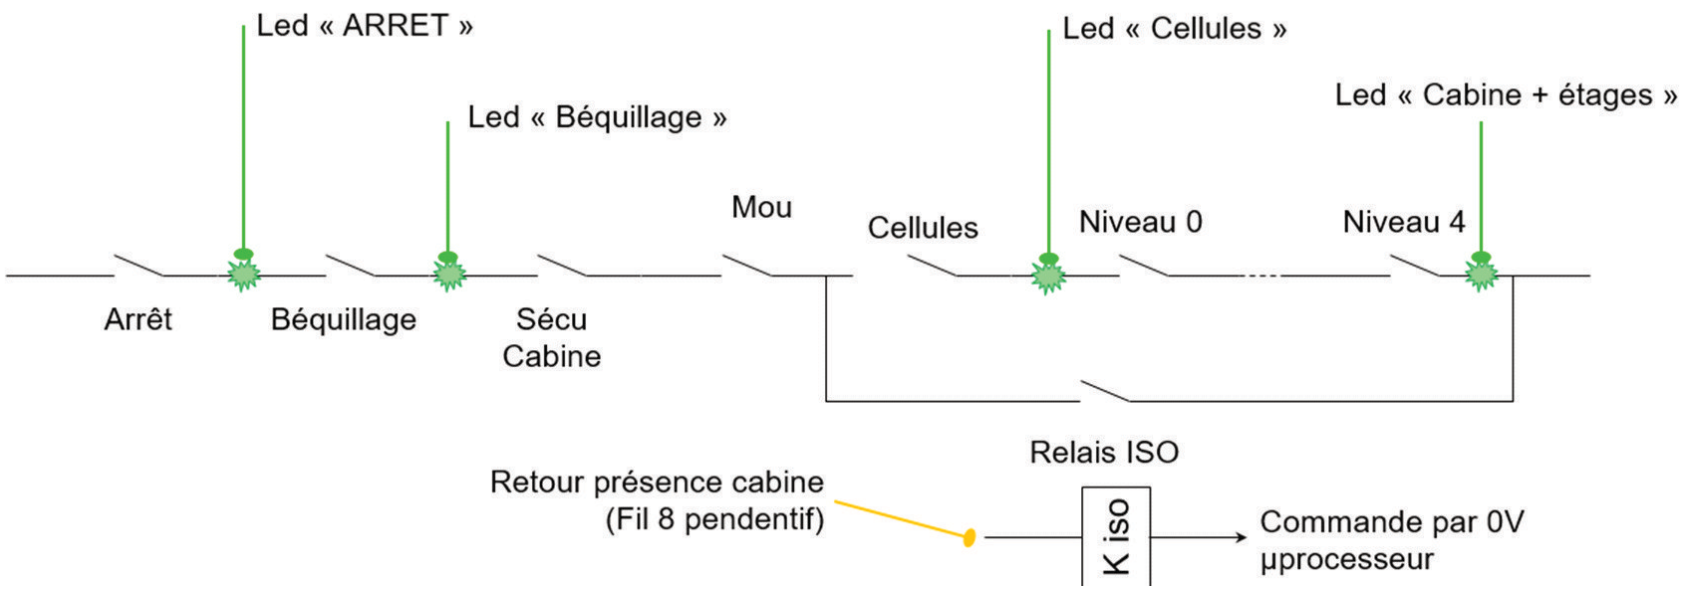 Led « ARRET »
Led « Cellules »
Led « Cabine + étages »
Led « Béquillage »
Mou
Cellules
Niveau 0
Niveau 4
Arrêt
Béquillage
Sécu
Cabine
Relais ISO
Retour présence cabine
(Fil 8 pendentif)
K iso
Commande par 0V
µprocesseur